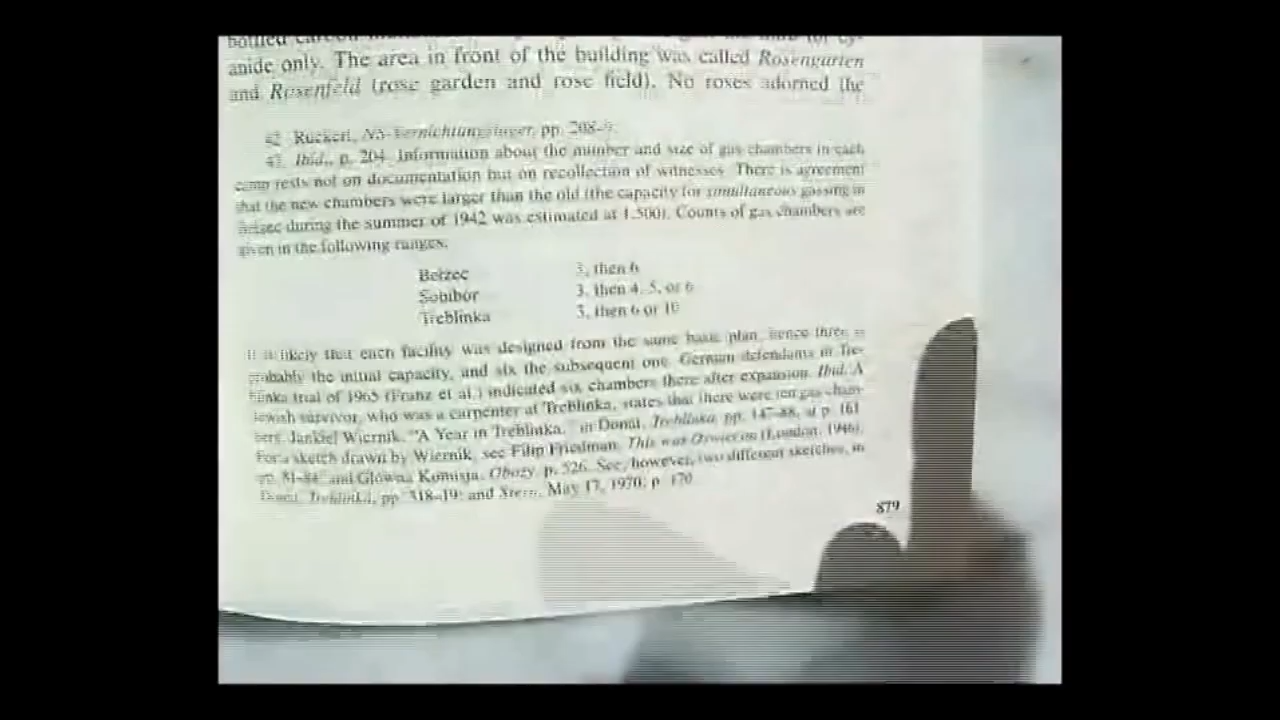 anide only. The area in front of the building was called Rosengarten
and Rosenfeld (rose garden and rose field). No roses adorned the
42. Rückerl, NS-Vernichtungslager, pp. 208-9.
43. Ibid., p. 204. Information about the number and size of gas chambers in each
camp rests not on documentation but on recollection of witnesses. There is agreement
that the new chambers were larger than the old (the capacity for simultaneous gassing in
Belzec during the summer of 1942 was estimated at 1,500). Counts of gas chambers are
given in the following ranges.
Belzec 3, then 6
Sobibor 3, then 4, 5, or 6
Treblinka 3, then 6 or 10
It is likely that each facility was designed from the same basic plan, hence three is
probably the initial capacity, and six the subsequent one. German defendants in Tre-
blinka trial of 1965 (Franz et al.) indicated six chambers there after expansion. Ibid. A
Jewish survivor, who was a carpenter at Treblinka, states that there were ten gas cham-
bers. Jankiel Wiernik, "A Year in Treblinka," in Donat, Treblinka, pp. 147-88, at p. 161.
For a sketch drawn by Wiernik, see Filip Friedman, This was Oswiecim (London, 1946),
pp. 81-84; and Glowna Komisja, Obozy, p. 526. See, however, two different sketches, in
Donat, Treblinka, pp. 318-19; and Stern, May 17, 1970, p. 170.
879